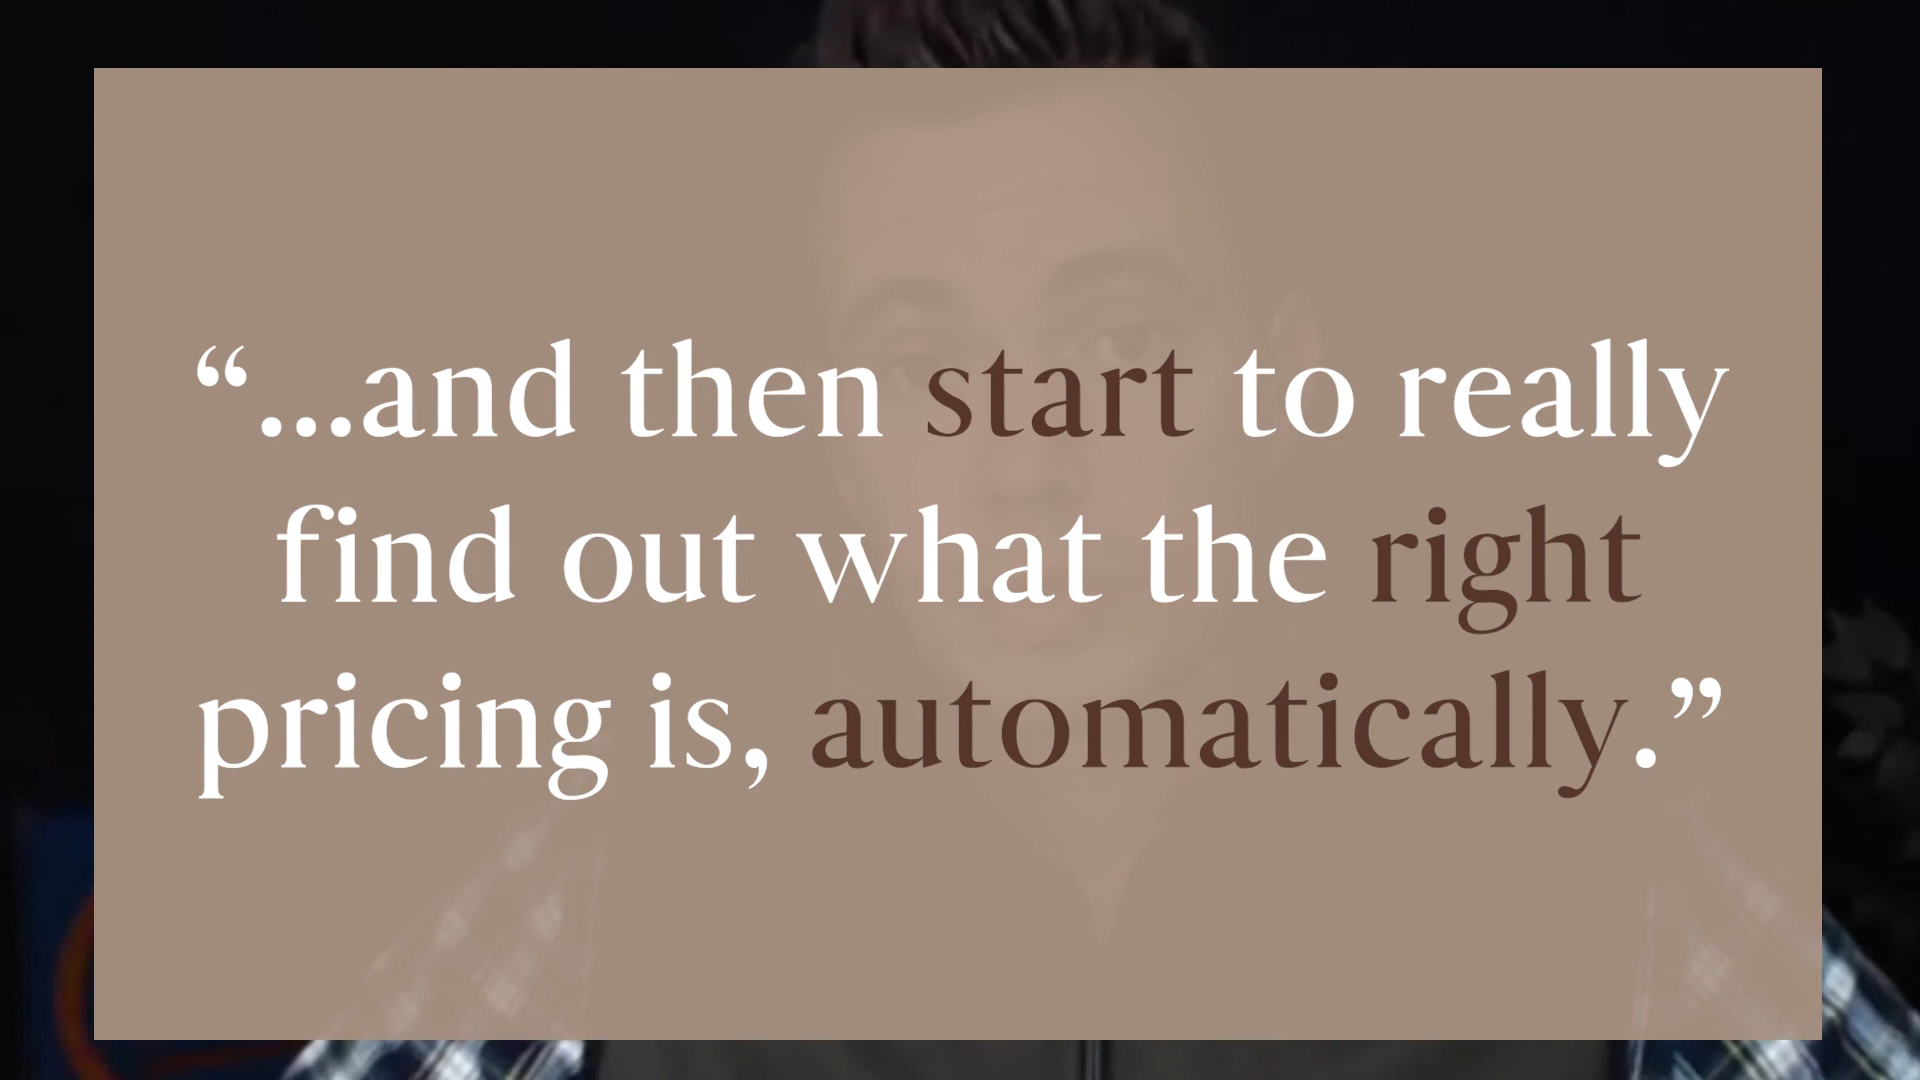 “...and then start to really
find out what the right
pricing is, automatically.”